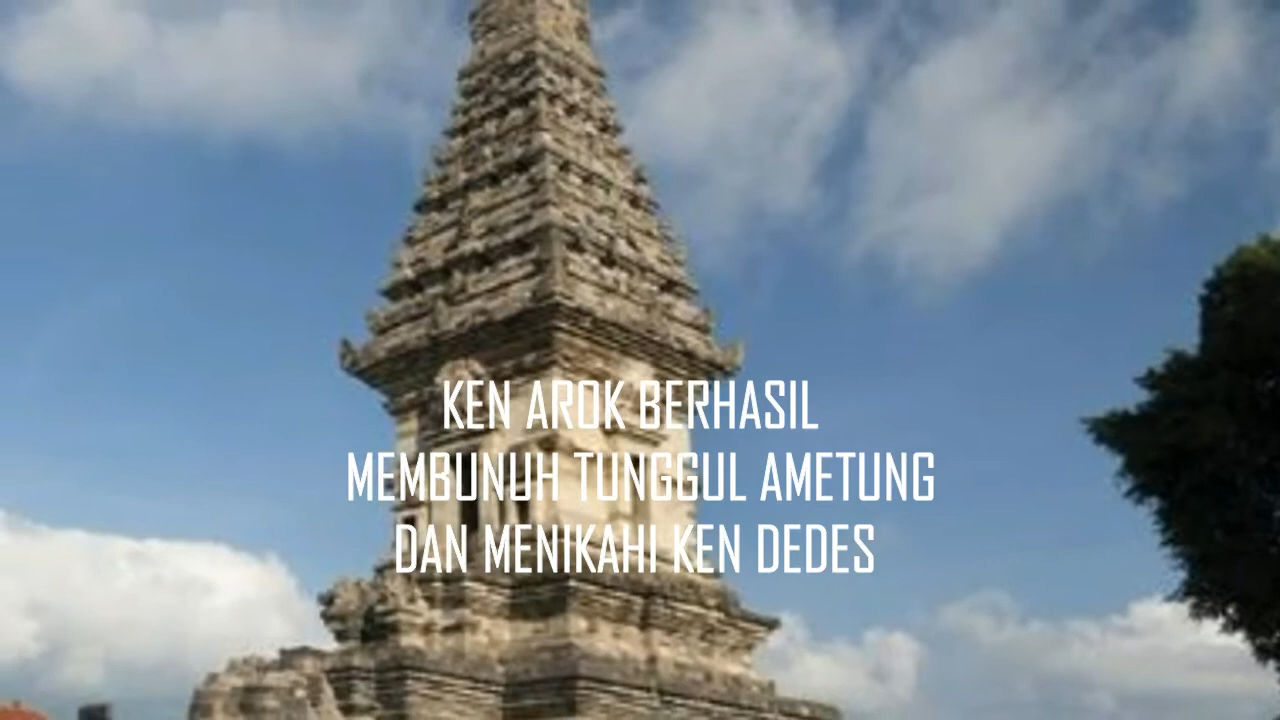 KEN AROK BERHASIL
MEMBUNUH TUNGGUL AMETUNG
DAN MENIKAHI KEN DEDES